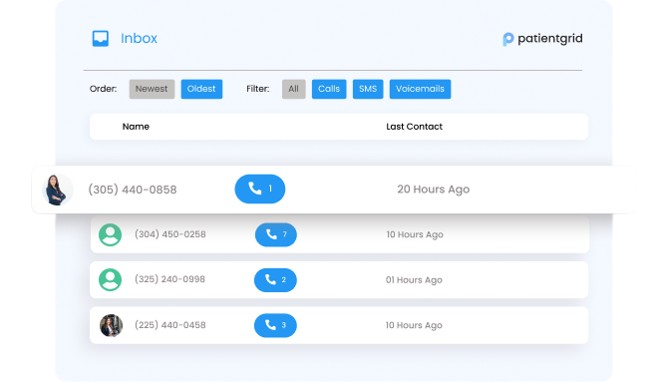 Inbox
patientgrid
Order: Newest Oldest Filter: All Calls SMS Voicemails
Name Last Contact
(305) 440-0858 1 20 Hours Ago
(304) 450-0258 7 10 Hours Ago
(325) 240-0998 2 01 Hours Ago
(225) 440-0458 3 10 Hours Ago